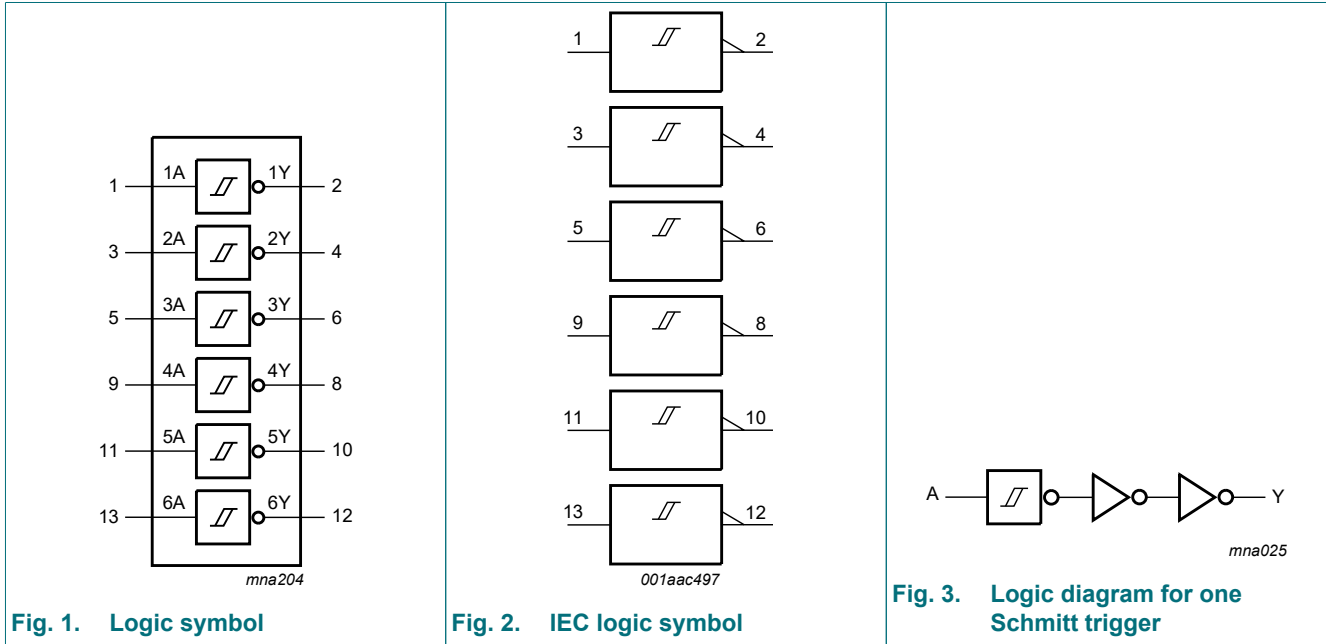 1 1A 1Y 2
3 2A 2Y 4
5 3A 3Y 6
9 4A 4Y 8
11 5A 5Y 10
13 6A 6Y 12
mna204
Fig. 1. Logic symbol
1 2
3 4
5 6
9 8
11 10
13 12
001aac497
Fig. 2. IEC logic symbol
A Y
mna025
Fig. 3. Logic diagram for one
Schmitt trigger